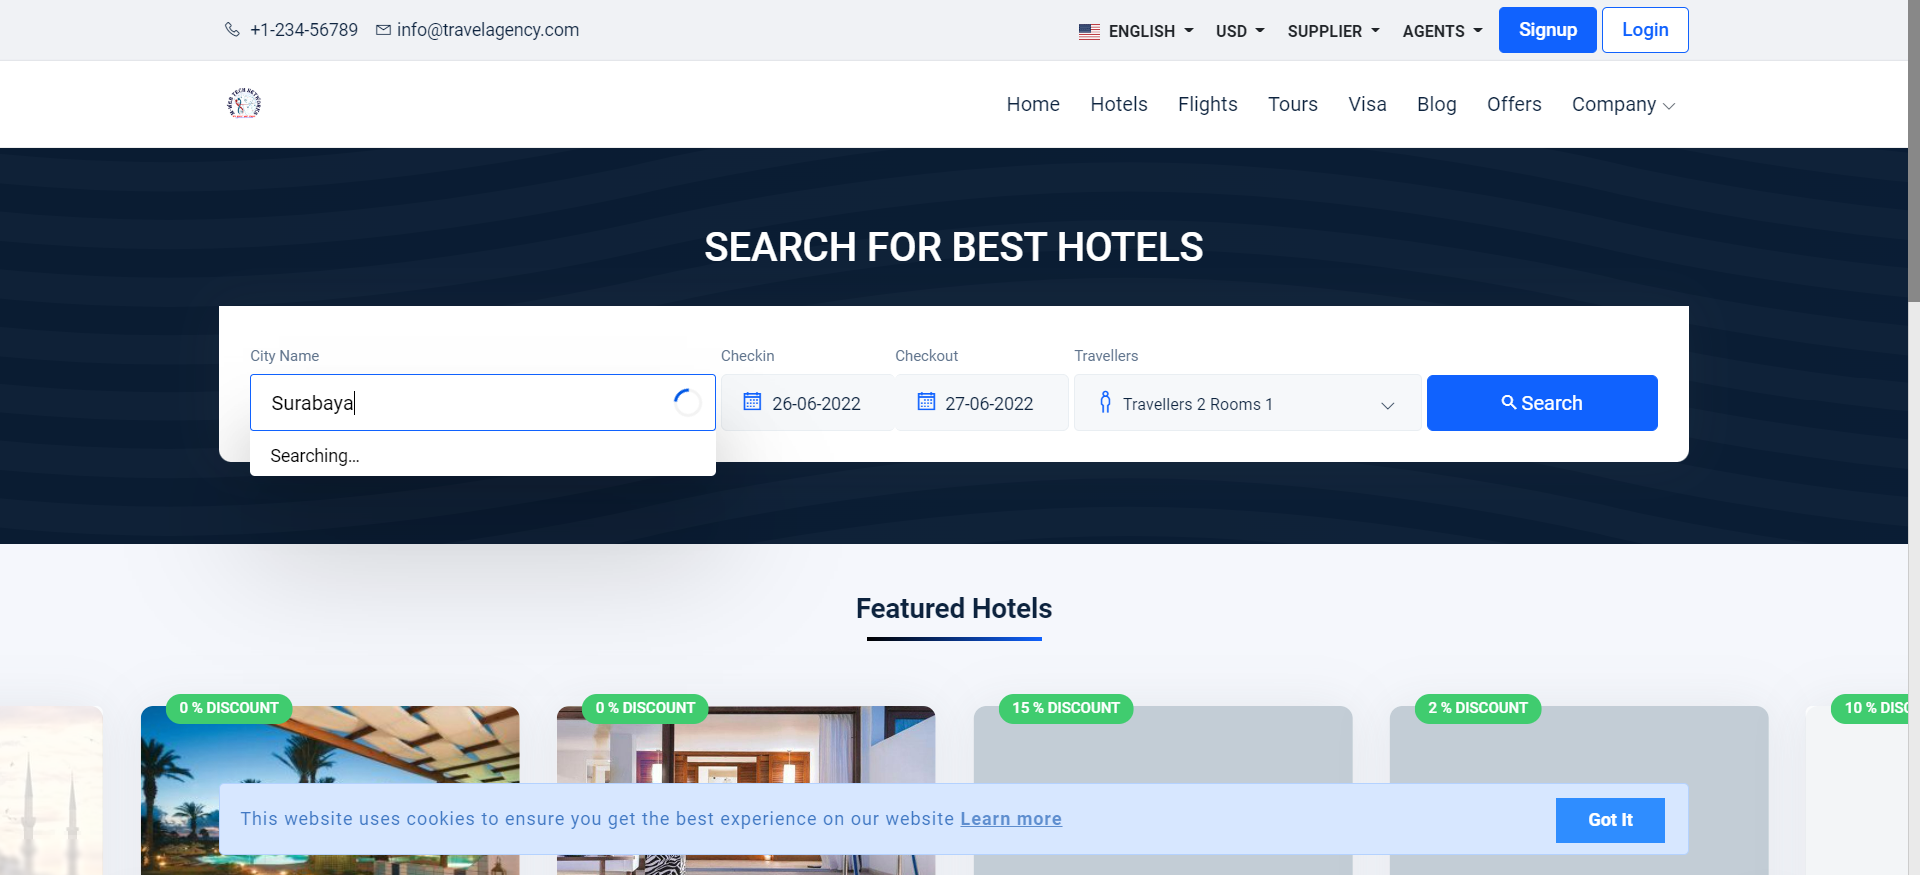 +1-234-56789 info@travelagency.com ENGLISH USD SUPPLIER AGENTS Signup Login
Home Hotels Flights Tours Visa Blog Offers Company
SEARCH FOR BEST HOTELS
City Name Checkin Checkout Travellers
Surabaya 26-06-2022 27-06-2022 Travellers 2 Rooms 1 Search
Searching…
Featured Hotels
0 % DISCOUNT 0 % DISCOUNT 15 % DISCOUNT 2 % DISCOUNT 10 %
This website uses cookies to ensure you get the best experience on our website Learn more Got It